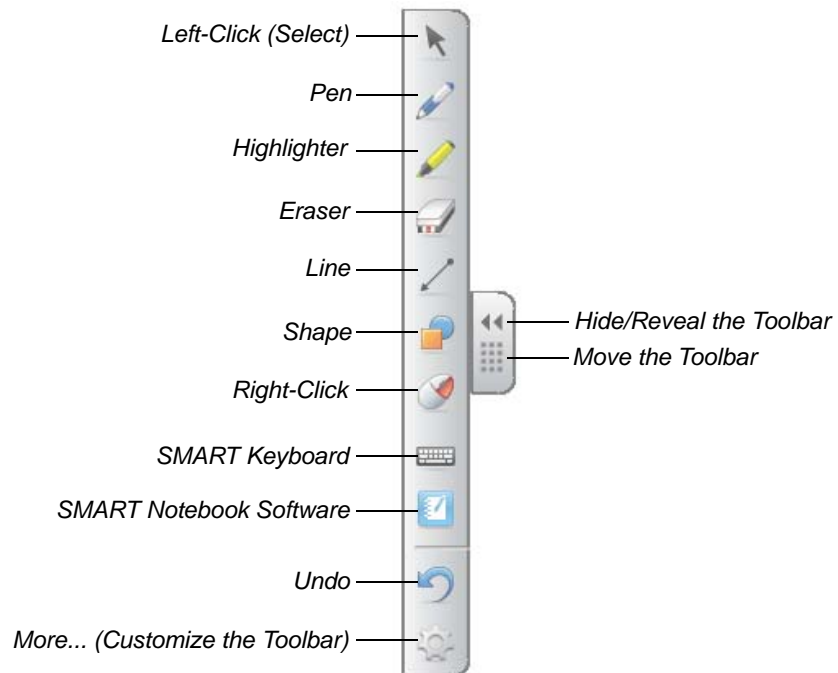 Left-Click (Select)
Pen
Highlighter
Eraser
Line
Shape
Hide/Reveal the Toolbar
Move the Toolbar
Right-Click
SMART Keyboard
SMART Notebook Software
Undo
More... (Customize the Toolbar)